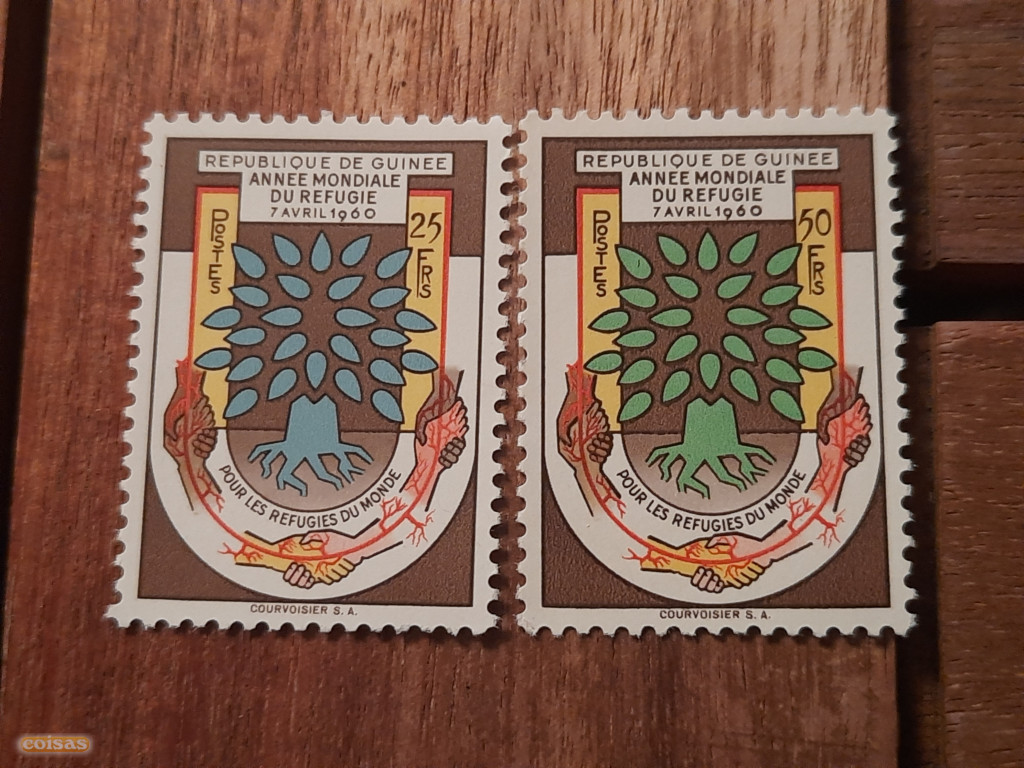 REPUBLIQUE DE GUINEE
ANNEE MONDIALE
DU REFUGIE
7 AVRIL 1960
POSTES
25 FRS
POUR LES REFUGIES DU MONDE
COURVOISIER S. A.
REPUBLIQUE DE GUINEE
ANNEE MONDIALE
DU REFUGIE
7 AVRIL 1960
POSTES
50 FRS
POUR LES REFUGIES DU MONDE
COURVOISIER S. A.
coisas